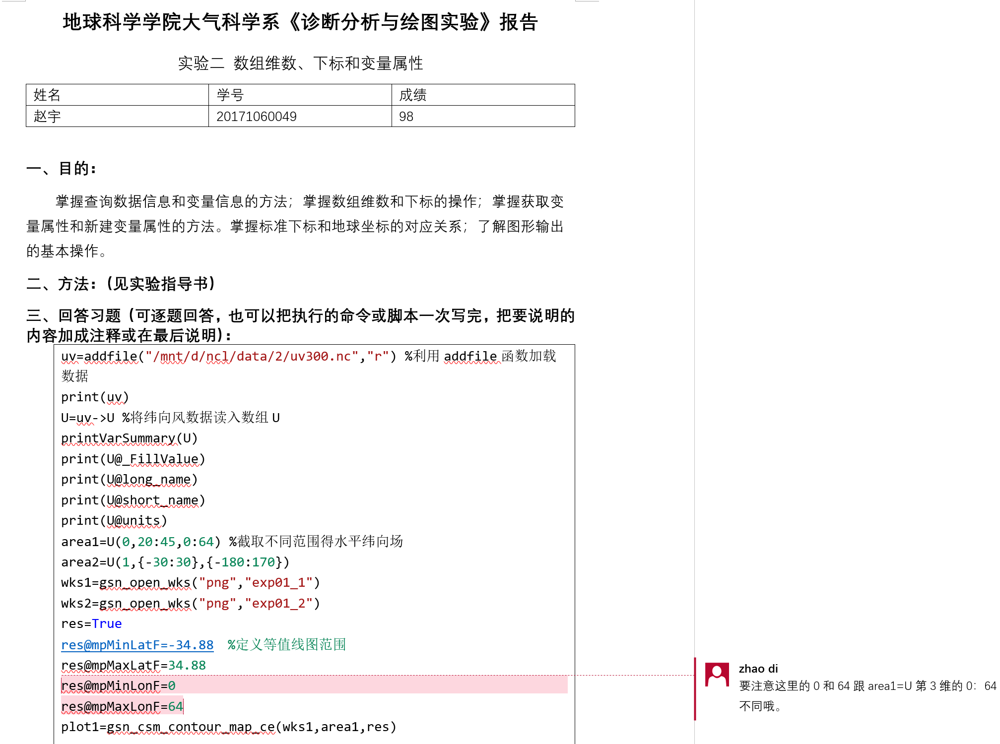 地球科学学院大气科学系《诊断分析与绘图实验》报告
实验二 数组维数、下标和变量属性
姓名 学号 成绩
赵宇 20171060049 98
一、目的：
掌握查询数据信息和变量信息的方法；掌握数组维数和下标的操作；掌握获取变
量属性和新建变量属性的方法。掌握标准下标和地球坐标的对应关系；了解图形输出
的基本操作。
二、方法：（见实验指导书）
三、回答习题（可逐题回答，也可以把执行的命令或脚本一次写完，把要说明的
内容加成注释或在最后说明）：
uv=addfile("/mnt/d/ncl/data/2/uv300.nc","r") %利用 addfile 函数加载
数据
print(uv)
U=uv->U %将纬向风数据读入数组 U
printVarSummary(U)
print(U@_FillValue)
print(U@long_name)
print(U@short_name)
print(U@units)
area1=U(0,20:45,0:64) %截取不同范围得水平纬向场
area2=U(1,{-30:30},{-180:170})
wks1=gsn_open_wks("png","exp01_1")
wks2=gsn_open_wks("png","exp01_2")
res=True
res@mpMinLatF=-34.88 %定义等值线图范围
res@mpMaxLatF=34.88
res@mpMinLonF=0
res@mpMaxLonF=64
plot1=gsn_csm_contour_map_ce(wks1,area1,res)
zhao di
要注意这里的 0 和 64 跟 area1=U 第 3 维的 0：64
不同哦。